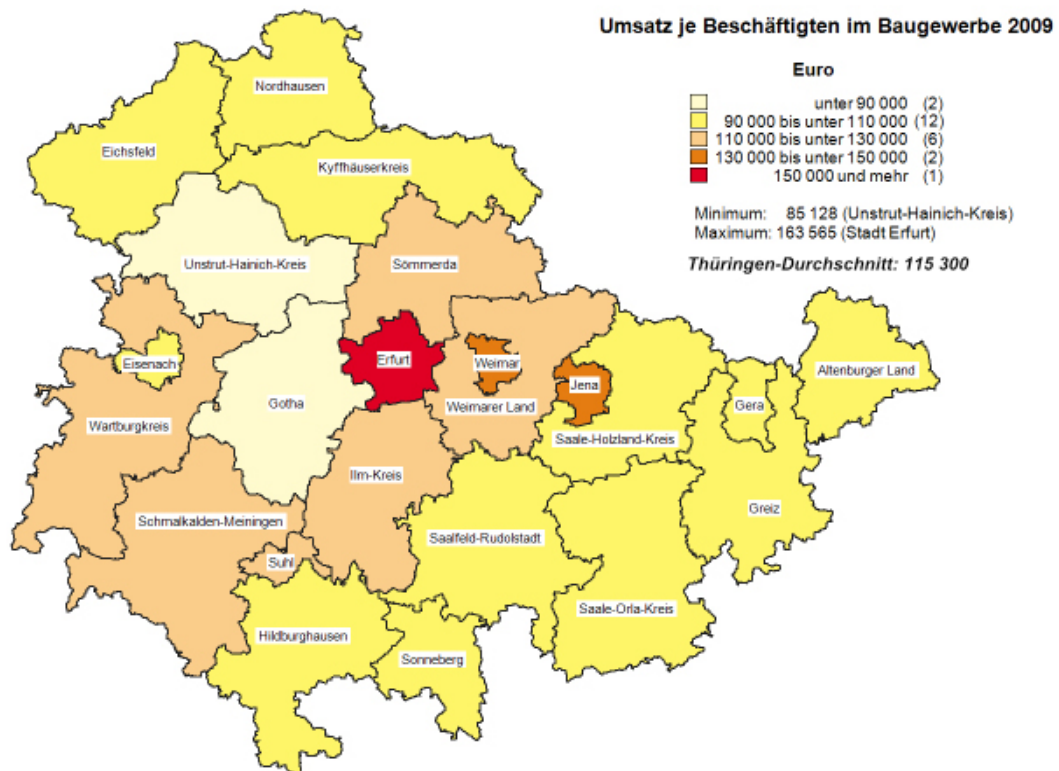 Umsatz je Beschäftigten im Baugewerbe 2009
Euro
unter 90 000 (2)
90 000 bis unter 110 000 (12)
110 000 bis unter 130 000 (6)
130 000 bis unter 150 000 (2)
150 000 und mehr (1)
Minimum: 85 128 (Unstrut-Hainich-Kreis)
Maximum: 163 565 (Stadt Erfurt)
Thüringen-Durchschnitt: 115 300
Nordhausen
Eichsfeld
Kyffhäuserkreis
Unstrut-Hainich-Kreis
Sömmerda
Eisenach
Erfurt
Weimar
Jena
Altenburger Land
Gotha
Weimarer Land
Gera
Wartburgkreis
Saale-Holzland-Kreis
Ilm-Kreis
Greiz
Schmalkalden-Meiningen
Saalfeld-Rudolstadt
Suhl
Saale-Orla-Kreis
Hildburghausen
Sonneberg